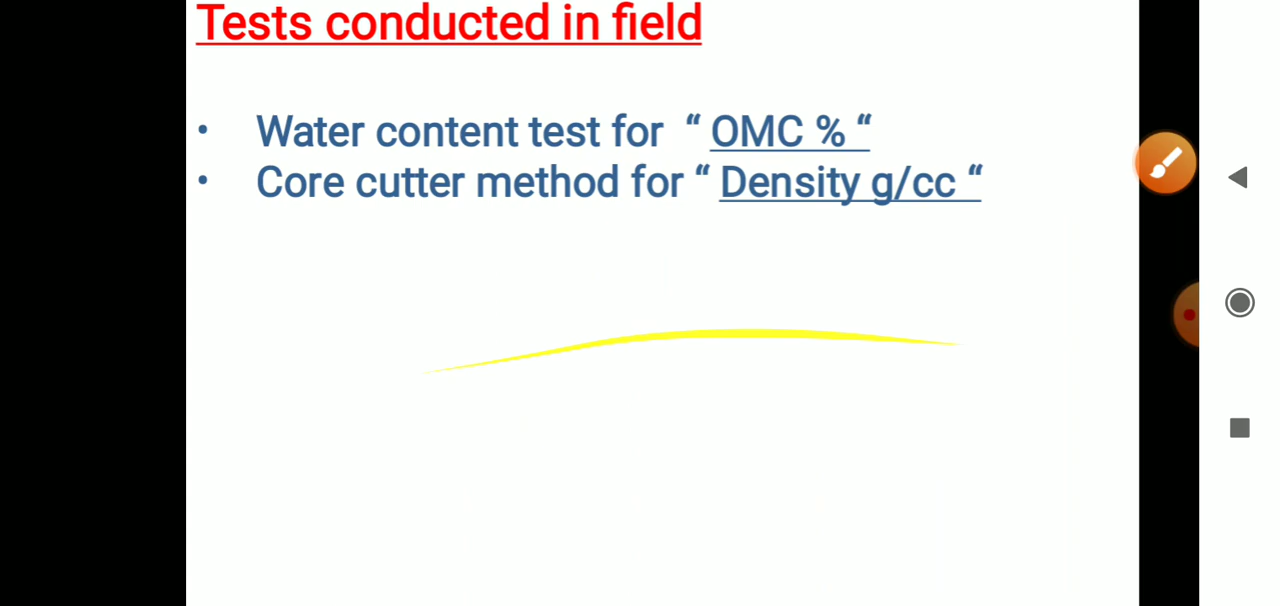 Tests conducted in field
• Water content test for “ OMC % “
• Core cutter method for “ Density g/cc “